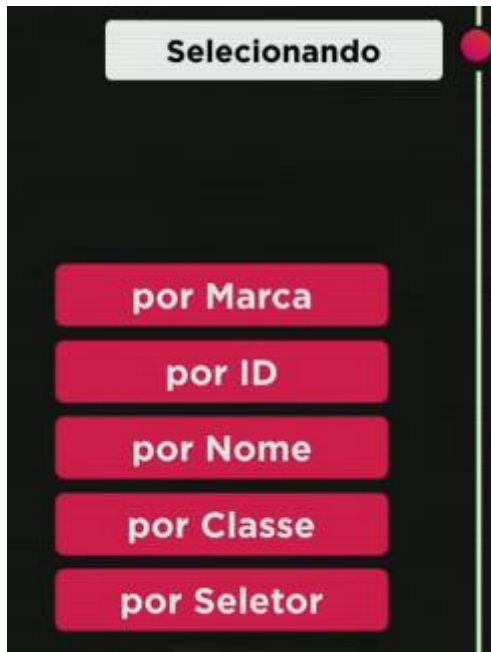 Selecionando
por Marca
por ID
por Nome
por Classe
por Seletor